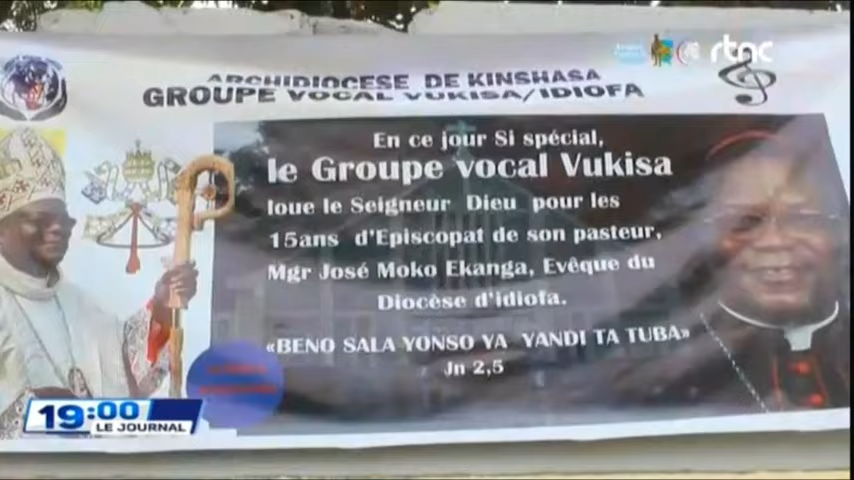 rtnc
ARCHIDIOCESE DE KINSHASA
GROUPE VOCAL VUKISA/IDIOFA
En ce jour Si spécial,
le Groupe vocal Vukisa
loue le Seigneur Dieu pour les
15ans d'Episcopat de son pasteur,
Mgr José Moko Ekanga, Evêque du
Diocèse d'idiofa.
«BENO SALA YONSO YA YANDI TA TUBA»
Jn 2,5
19:00
LE JOURNAL